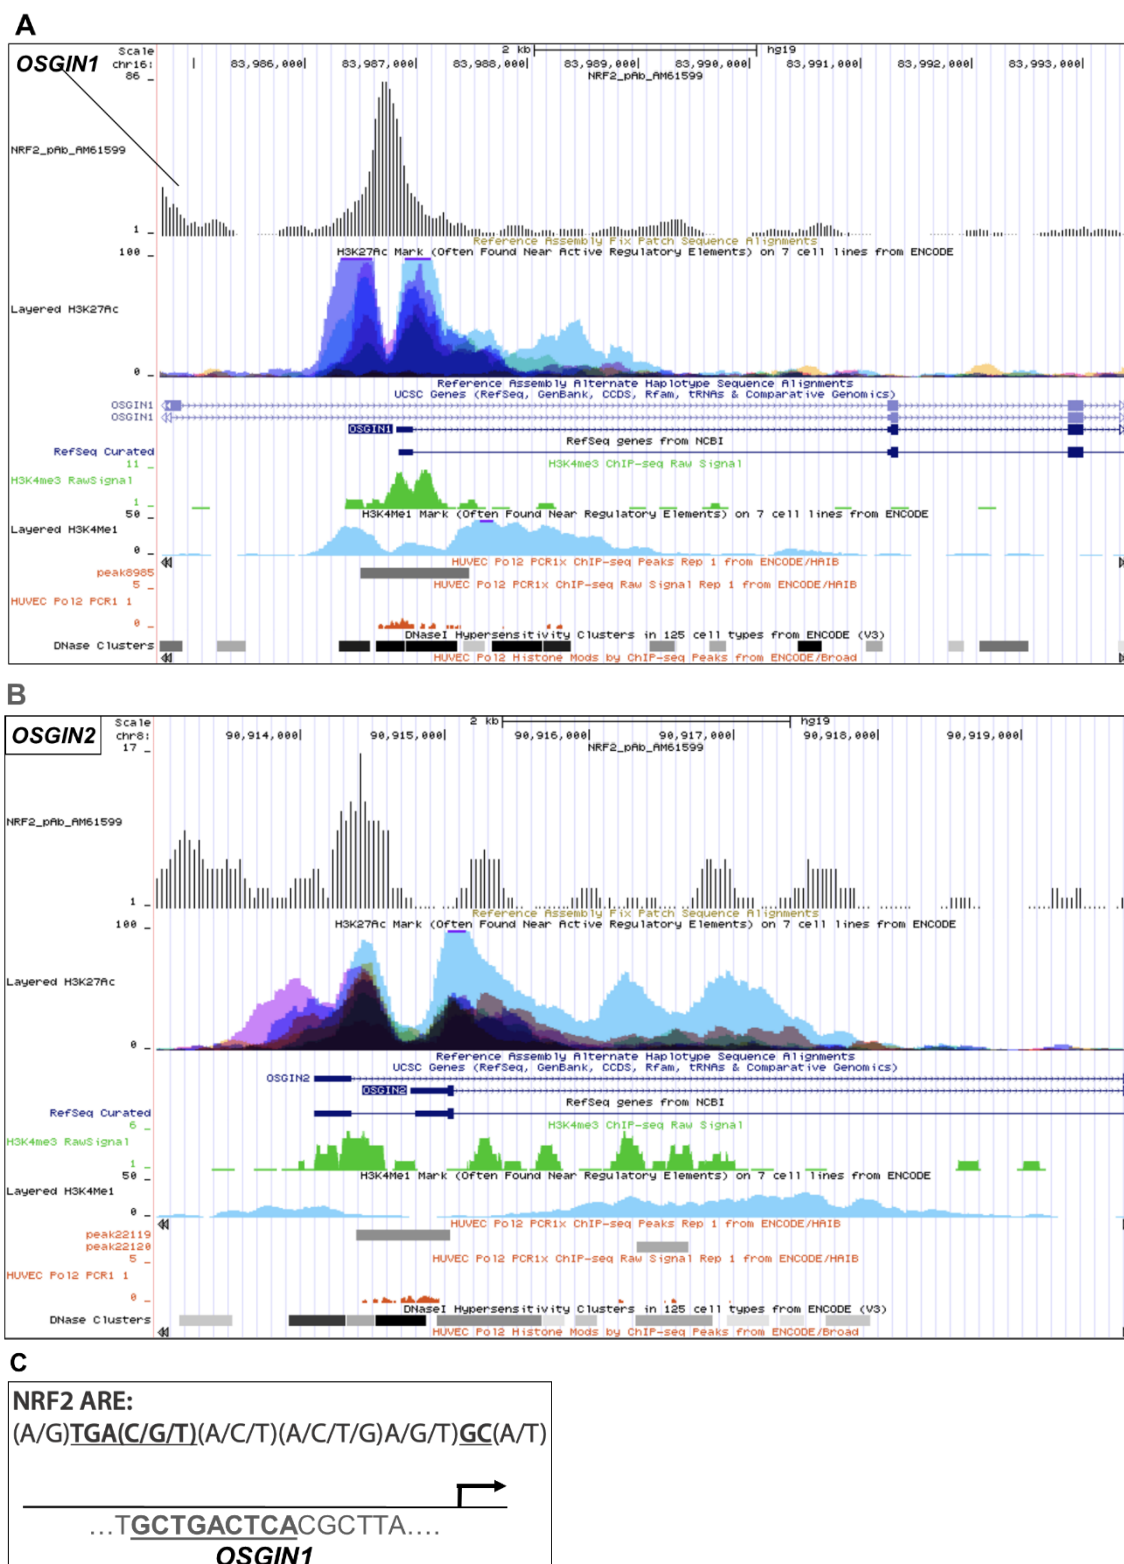 A
OSGIN1
Scale
2 kb
hg19
chr16:
83,986,000
83,987,000
83,988,000
83,989,000
83,990,000
83,991,000
83,992,000
83,993,000
86
NRF2_pAb_AM61599
NRF2_pAb_AM61599
1
Reference Assembly Fix Patch Sequence Alignments
100
H3K27Ac Mark (Often Found Near Active Regulatory Elements) on 7 cell lines from ENCODE
Layered H3K27Ac
0
Reference Assembly Alternate Haplotype Sequence Alignments
UCSC Genes (RefSeq, GenBank, CCDS, Rfam, tRNAs & Comparative Genomics)
OSGIN1
OSGIN1
OSGIN1
RefSeq genes from NCBI
RefSeq Curated
11
H3K4me3 ChIP-seq Raw Signal
H3K4me3 RawSignal
1
50
H3K4Me1 Mark (Often Found Near Regulatory Elements) on 7 cell lines from ENCODE
Layered H3K4Me1
0
HUVEC Pol2 PCR1x ChIP-seq Peaks Rep 1 from ENCODE/HAIB
peak8985
5
HUVEC Pol2 PCR1x ChIP-seq Raw Signal Rep 1 from ENCODE/HAIB
HUVEC Pol2 PCR1 1
0
DNaseI Hypersensitivity Clusters in 125 cell types from ENCODE (V3)
DNase Clusters
HUVEC Pol2 Histone Mods by ChIP-seq Peaks from ENCODE/Broad
B
OSGIN2
Scale
2 kb
hg19
chr8:
90,914,000
90,915,000
90,916,000
90,917,000
90,918,000
90,919,000
17
NRF2_pAb_AM61599
NRF2_pAb_AM61599
1
Reference Assembly Fix Patch Sequence Alignments
100
H3K27Ac Mark (Often Found Near Active Regulatory Elements) on 7 cell lines from ENCODE
Layered H3K27Ac
0
Reference Assembly Alternate Haplotype Sequence Alignments
UCSC Genes (RefSeq, GenBank, CCDS, Rfam, tRNAs & Comparative Genomics)
OSGIN2
OSGIN2
RefSeq genes from NCBI
RefSeq Curated
6
H3K4me3 ChIP-seq Raw Signal
H3K4me3 RawSignal
1
50
H3K4Me1 Mark (Often Found Near Regulatory Elements) on 7 cell lines from ENCODE
Layered H3K4Me1
0
HUVEC Pol2 PCR1x ChIP-seq Peaks Rep 1 from ENCODE/HAIB
peak22119
peak22120
5
HUVEC Pol2 PCR1x ChIP-seq Raw Signal Rep 1 from ENCODE/HAIB
HUVEC Pol2 PCR1 1
0
DNaseI Hypersensitivity Clusters in 125 cell types from ENCODE (V3)
DNase Clusters
HUVEC Pol2 Histone Mods by ChIP-seq Peaks from ENCODE/Broad
C
NRF2 ARE:
(A/G)TGA(C/G/T)(A/C/T)(A/C/T/G)A/G/T)GC(A/T)
...TGCTGACTCACGCTTA....
OSGIN1